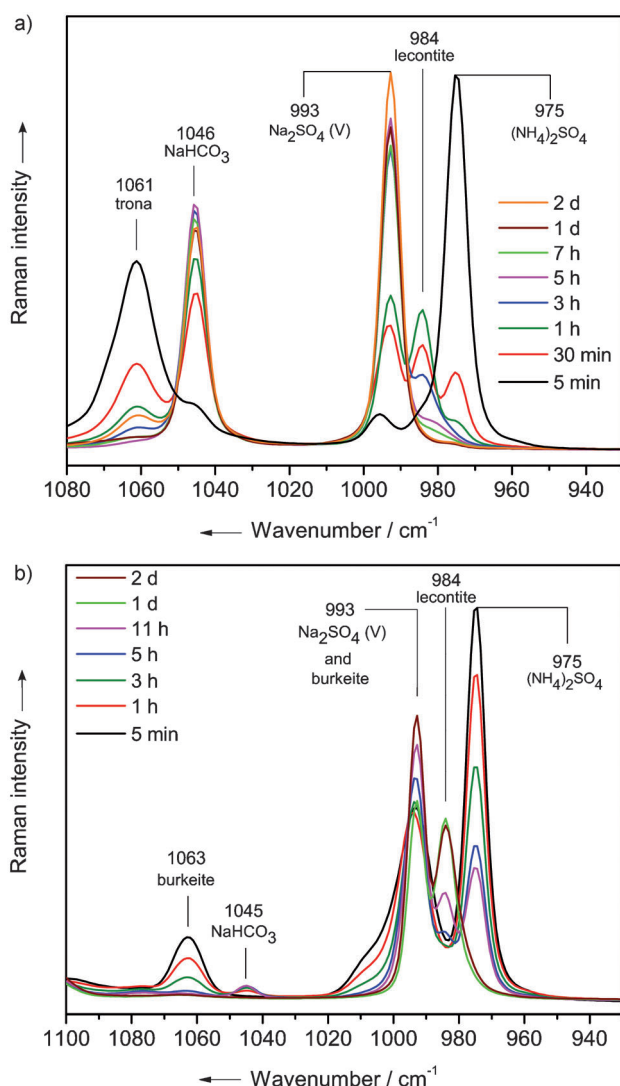 a)
984
lecontite
993
Na₂SO₄ (V)
975
(NH₄)₂SO₄
1046
NaHCO₃
1061
trona
2 d
1 d
7 h
5 h
3 h
1 h
30 min
5 min
Raman intensity →
1080 1060 1040 1020 1000 980 960 940
← Wavenumber / cm⁻¹
b)
2 d
1 d
11 h
5 h
3 h
1 h
5 min
984
lecontite
993
Na₂SO₄ (V)
and
burkeite
975
(NH₄)₂SO₄
1063
burkeite
1045
NaHCO₃
Raman intensity →
1100 1080 1060 1040 1020 1000 980 960 940
← Wavenumber / cm⁻¹